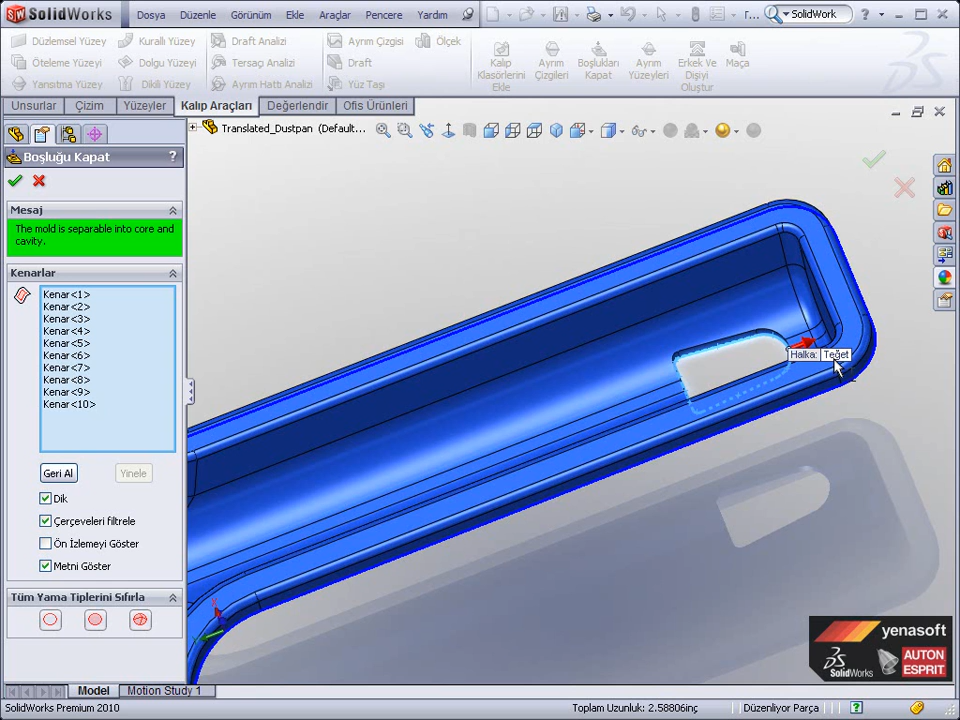 SolidWorks
Dosya Düzenle Görünüm Ekle Araçlar Pencere Yardım
r...
SolidWork
?
Düzlemsel Yüzey
Kurallı Yüzey
Draft Analizi
Ayrım Çizgisi
Ölçek
Öteleme Yüzeyi
Dolgu Yüzeyi
Tersaçı Analizi
Draft
Yansıtma Yüzey
Dikli Yüzey
Ayrım Hattı Analizi
Yüz Taşı
Kalıp Klasörlerini Ekle
Ayrım Çizgileri
Boşlukları Kapat
Ayrım Yüzeyleri
Erkek Ve Dişiyi Oluştur
Maça
Unsurlar Çizim Yüzeyler Kalıp Araçları Değerlendir Ofis Ürünleri
Translated_Dustpan (Default...
Boşluğu Kapat ?
Mesaj
The mold is separable into core and
cavity.
Kenarlar
Kenar<1>
Kenar<2>
Kenar<3>
Kenar<4>
Kenar<5>
Kenar<6>
Kenar<7>
Kenar<8>
Kenar<9>
Kenar<10>
Geri Al Yinele
Dik
Çerçeveleri filtrele
Ön İzlemeyi Göster
Metni Göster
Tüm Yama Tiplerini Sıfırla
Halka: Teğet
X
yenasoft
SolidWorks
AUTON
ESPRIT
Model Motion Study 1
SolidWorks Premium 2010
Toplam Uzunluk: 2.58806inç
Düzenliyor Parça
?